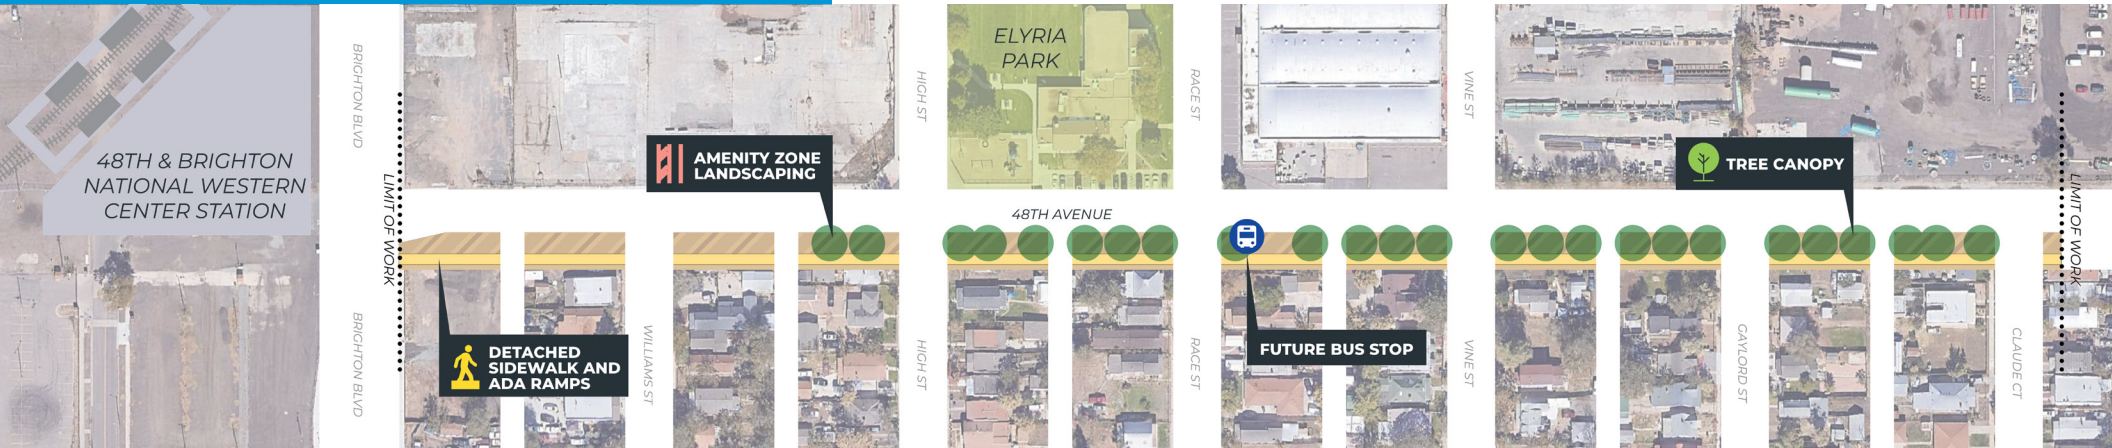 48TH & BRIGHTON
NATIONAL WESTERN
CENTER STATION
BRIGHTON BLVD
BRIGHTON BLVD
LIMIT OF WORK
DETACHED
SIDEWALK AND
ADA RAMPS
AMENITY ZONE
LANDSCAPING
WILLIAMS ST
HIGH ST
HIGH ST
ELYRIA
PARK
48TH AVENUE
RACE ST
RACE ST
FUTURE BUS STOP
VINE ST
VINE ST
TREE CANOPY
GAYLORD ST
CLAUDE CT
LIMIT OF WORK